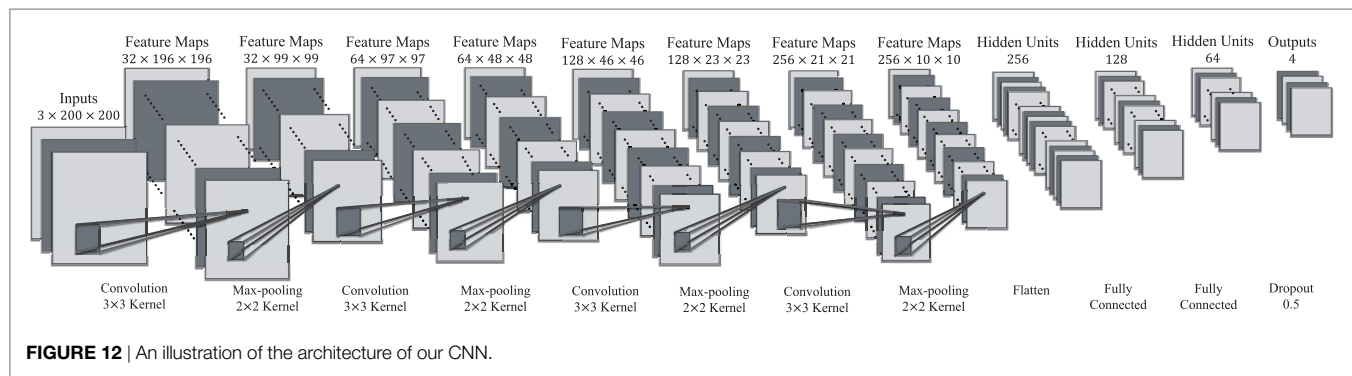 Inputs
3 × 200 × 200
Feature Maps
32 × 196 × 196
Feature Maps
32 × 99 × 99
Feature Maps
64 × 97 × 97
Feature Maps
64 × 48 × 48
Feature Maps
128 × 46 × 46
Feature Maps
128 × 23 × 23
Feature Maps
256 × 21 × 21
Feature Maps
256 × 10 × 10
Hidden Units
256
Hidden Units
128
Hidden Units
64
Outputs
4
Convolution
3×3 Kernel
Max-pooling
2×2 Kernel
Convolution
3×3 Kernel
Max-pooling
2×2 Kernel
Convolution
3×3 Kernel
Max-pooling
2×2 Kernel
Convolution
3×3 Kernel
Max-pooling
2×2 Kernel
Flatten
Fully
Connected
Fully
Connected
Dropout
0.5
FIGURE 12 | An illustration of the architecture of our CNN.